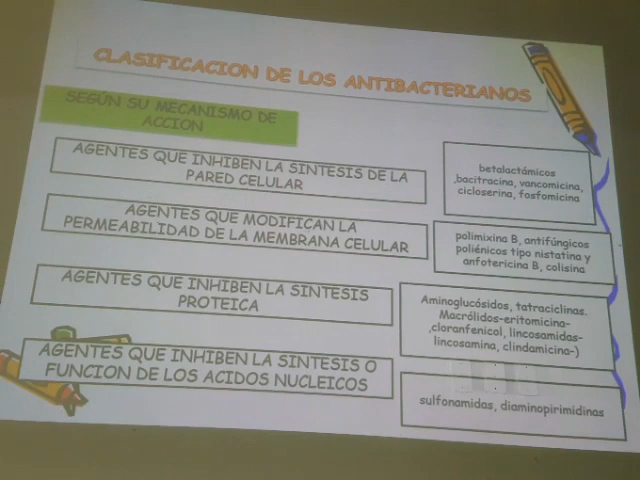 CLASIFICACION DE LOS ANTIBACTERIANOS
SEGÚN SU MECANISMO DE
ACCION
AGENTES QUE INHIBEN LA SINTESIS DE LA
PARED CELULAR
betalactámicos
,bacitracina, vancomicina,
cicloserina, fosfomicina
AGENTES QUE MODIFICAN LA
PERMEABILIDAD DE LA MEMBRANA CELULAR
polimixina B, antifúngicos
poliénicos tipo nistatina y
anfotericina B, colisina
AGENTES QUE INHIBEN LA SINTESIS
PROTEICA
Aminoglucósidos, tatraciclinas.
Macrólidos-eritomicina-
,cloranfenicol, lincosamidas-
lincosamina, clindamicina-)
AGENTES QUE INHIBEN LA SINTESIS O
FUNCION DE LOS ACIDOS NUCLEICOS
sulfonamidas, diaminopirimidinas